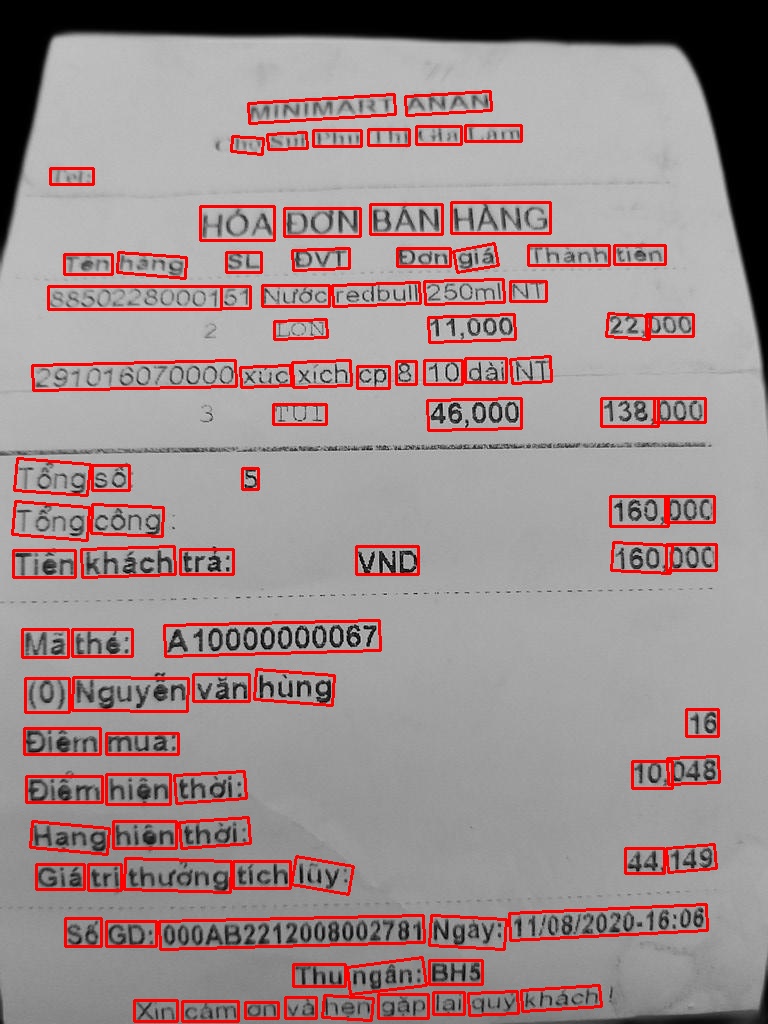 MINIMART ANAN
Chợ Sủi Phú Thị Gia Lâm
Tel:
HÓA ĐƠN BÁN HÀNG
Tên hàng SL ĐVT Đơn giá Thành tiền
8850228000151 Nước redbull 250ml NT
2 LON 11,000 22,000
291016070000 xúc xích cp 8 10 dài NT
3 TUI 46,000 138,000
Tổng số: 5
Tổng công : 160,000
Tiền khách trả: VND 160,000
Mã thẻ: A10000000067
(0) Nguyễn văn hùng
Điểm mua: 16
Điểm hiện thời: 10,048
Hạng hiện thời:
Giá trị thưởng tích lũy: 44,149
Số GD: 000AB2212008002781 Ngày: 11/08/2020-16:06
Thu ngân: BH5
Xin cảm ơn và hẹn gặp lại quý khách !